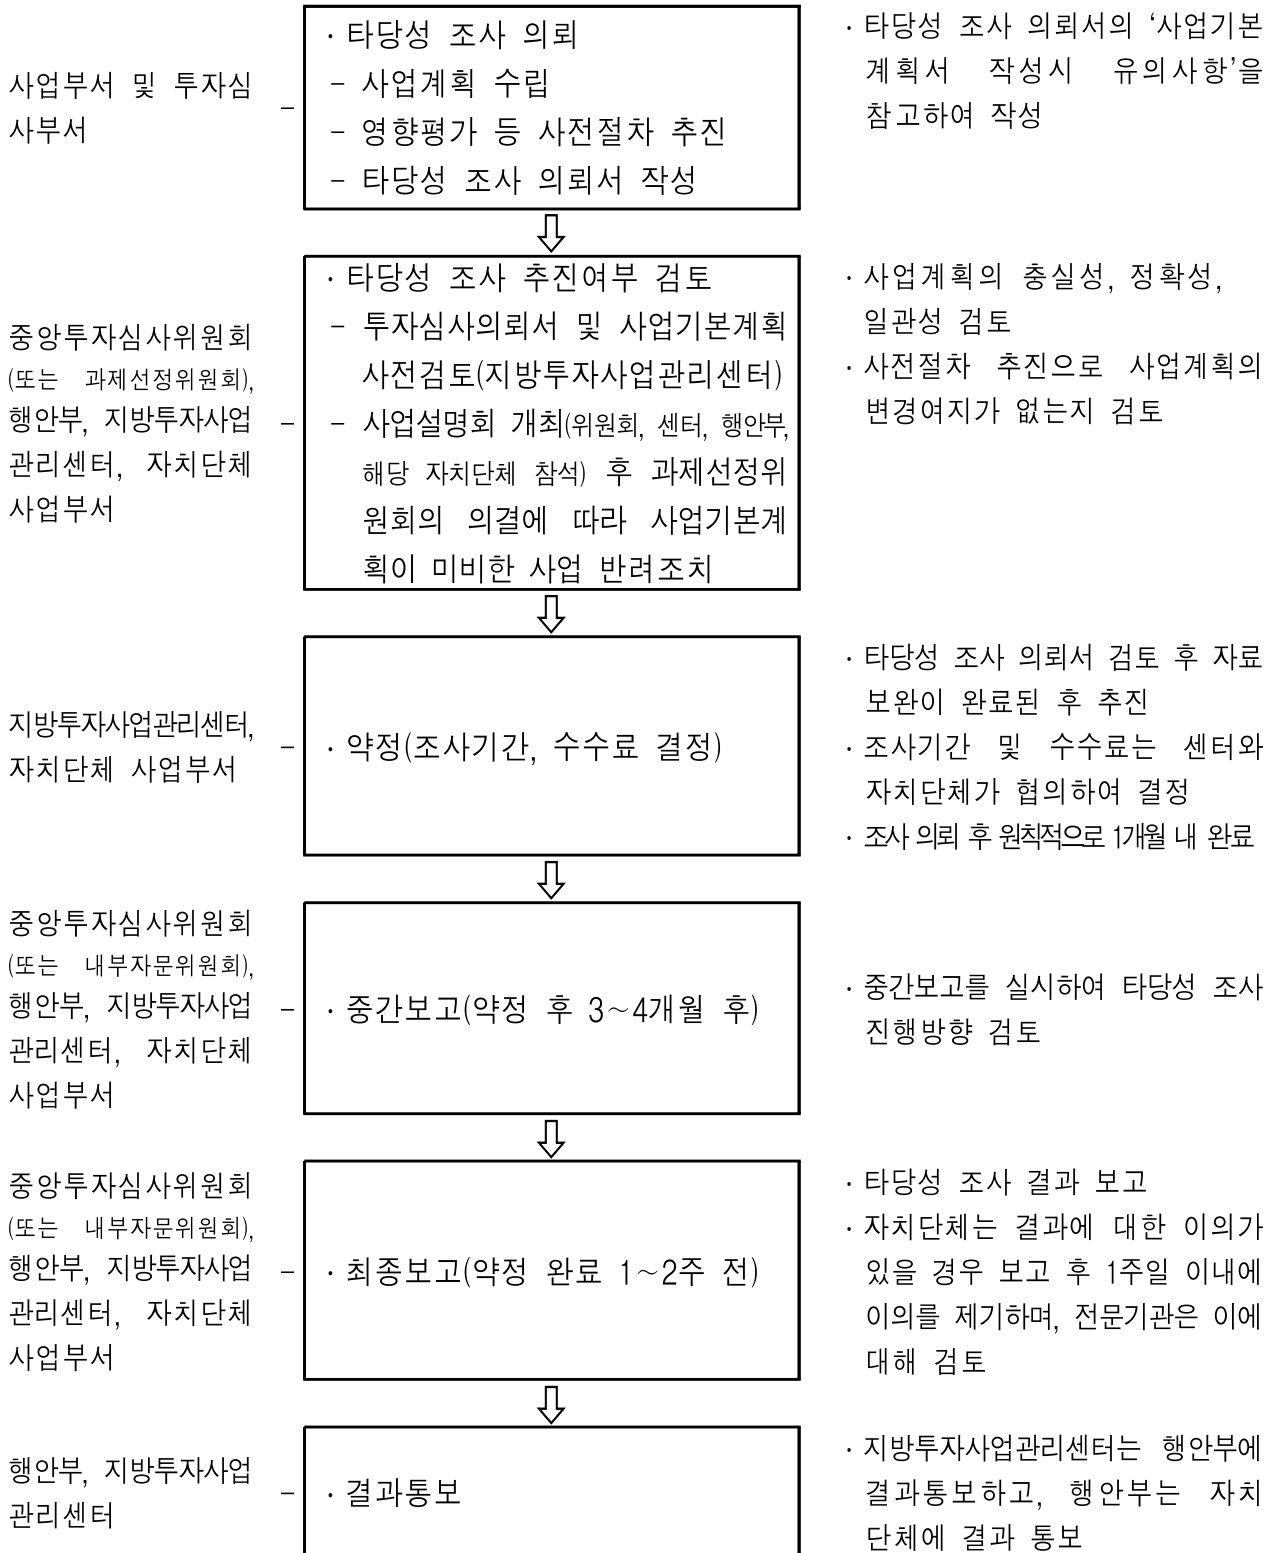 사업부서 및 투자심
사부서
–
· 타당성 조사 의뢰
– 사업계획 수립
– 영향평가 등 사전절차 추진
– 타당성 조사 의뢰서 작성
· 타당성 조사 의뢰서의 ‘사업기본
계획서 작성시 유의사항’을
참고하여 작성
중앙투자심사위원회
(또는 과제선정위원회),
행안부, 지방투자사업
관리센터, 자치단체
사업부서
–
· 타당성 조사 추진여부 검토
– 투자심사의뢰서 및 사업기본계획
사전검토(지방투자사업관리센터)
– 사업설명회 개최(위원회, 센터, 행안부,
해당 자치단체 참석) 후 과제선정위
원회의 의결에 따라 사업기본계
획이 미비한 사업 반려조치
· 사업계획의 충실성, 정확성,
일관성 검토
· 사전절차 추진으로 사업계획의
변경여지가 없는지 검토
지방투자사업관리센터,
자치단체 사업부서
–
· 약정(조사기간, 수수료 결정)
· 타당성 조사 의뢰서 검토 후 자료
보완이 완료된 후 추진
· 조사기간 및 수수료는 센터와
자치단체가 협의하여 결정
· 조사 의뢰 후 원칙적으로 1개월 내 완료
중앙투자심사위원회
(또는 내부자문위원회),
행안부, 지방투자사업
관리센터, 자치단체
사업부서
–
· 중간보고(약정 후 3～4개월 후)
· 중간보고를 실시하여 타당성 조사
진행방향 검토
중앙투자심사위원회
(또는 내부자문위원회),
행안부, 지방투자사업
관리센터, 자치단체
사업부서
–
· 최종보고(약정 완료 1～2주 전)
· 타당성 조사 결과 보고
· 자치단체는 결과에 대한 이의가
있을 경우 보고 후 1주일 이내에
이의를 제기하며, 전문기관은 이에
대해 검토
행안부, 지방투자사업
관리센터
–
· 결과통보
· 지방투자사업관리센터는 행안부에
결과통보하고, 행안부는 자치
단체에 결과 통보